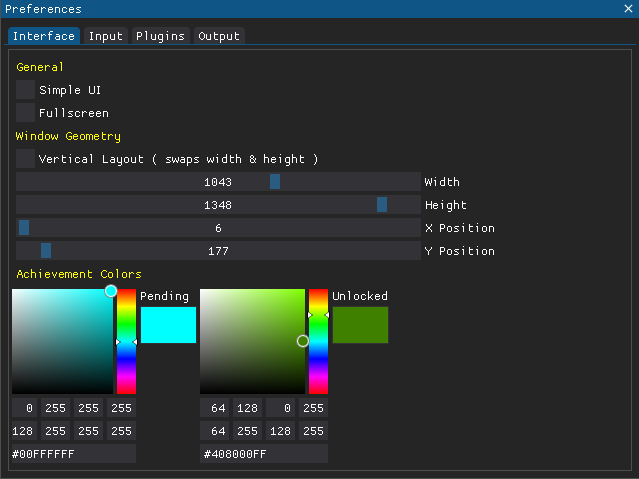 Preferences
Interface Input Plugins Output
General
Simple UI
Fullscreen
Window Geometry
Vertical Layout ( swaps width & height )
1043 Width
1348 Height
6 X Position
177 Y Position
Achievement Colors
Pending Unlocked
0 255 255 255 64 128 0 255
128 255 255 255 64 255 128 255
#00FFFFFF #408000FF